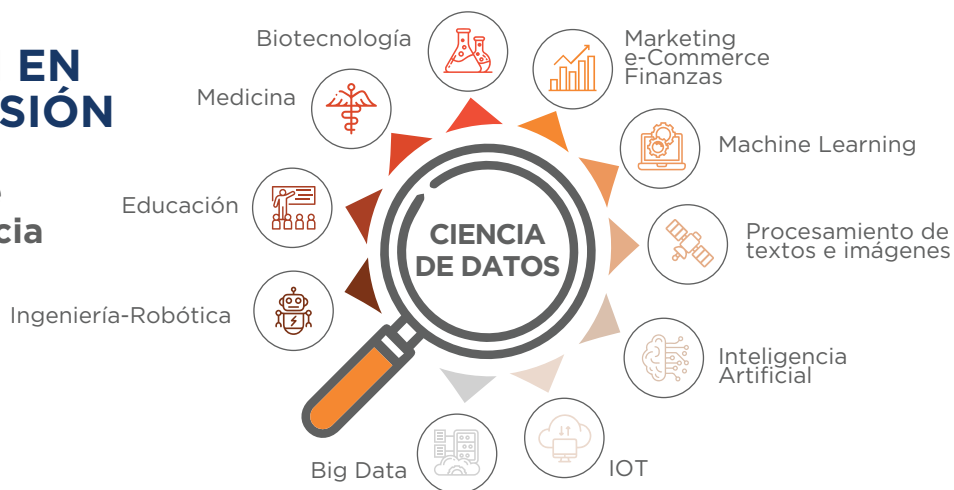 EN
SIÓN
cia
Biotecnología
Marketing
e-Commerce
Finanzas
Medicina
Machine Learning
Educación
CIENCIA
DE DATOS
Procesamiento de
textos e imágenes
Ingeniería-Robótica
Inteligencia
Artificial
Big Data
IOT